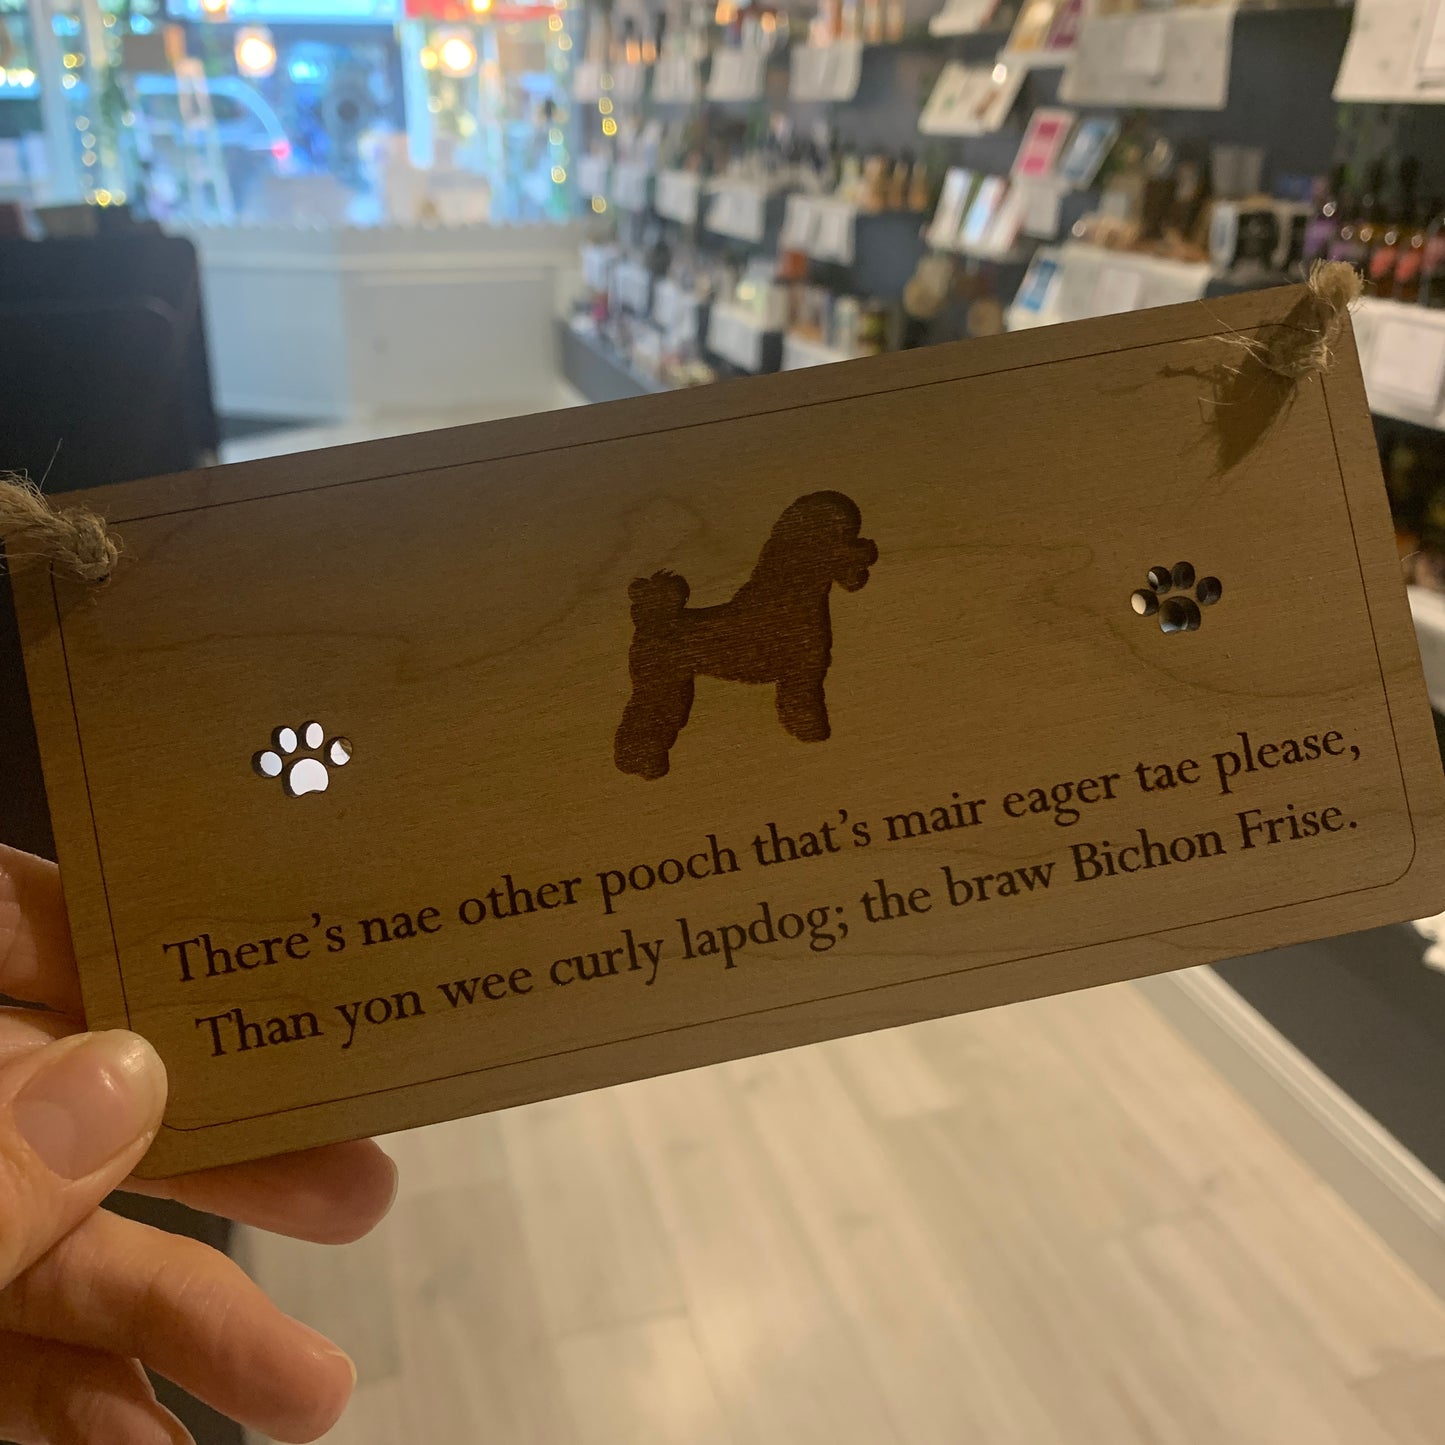 There’s nae other pooch that’s mair eager tae please,
Than yon wee curly lapdog; the braw Bichon Frise.